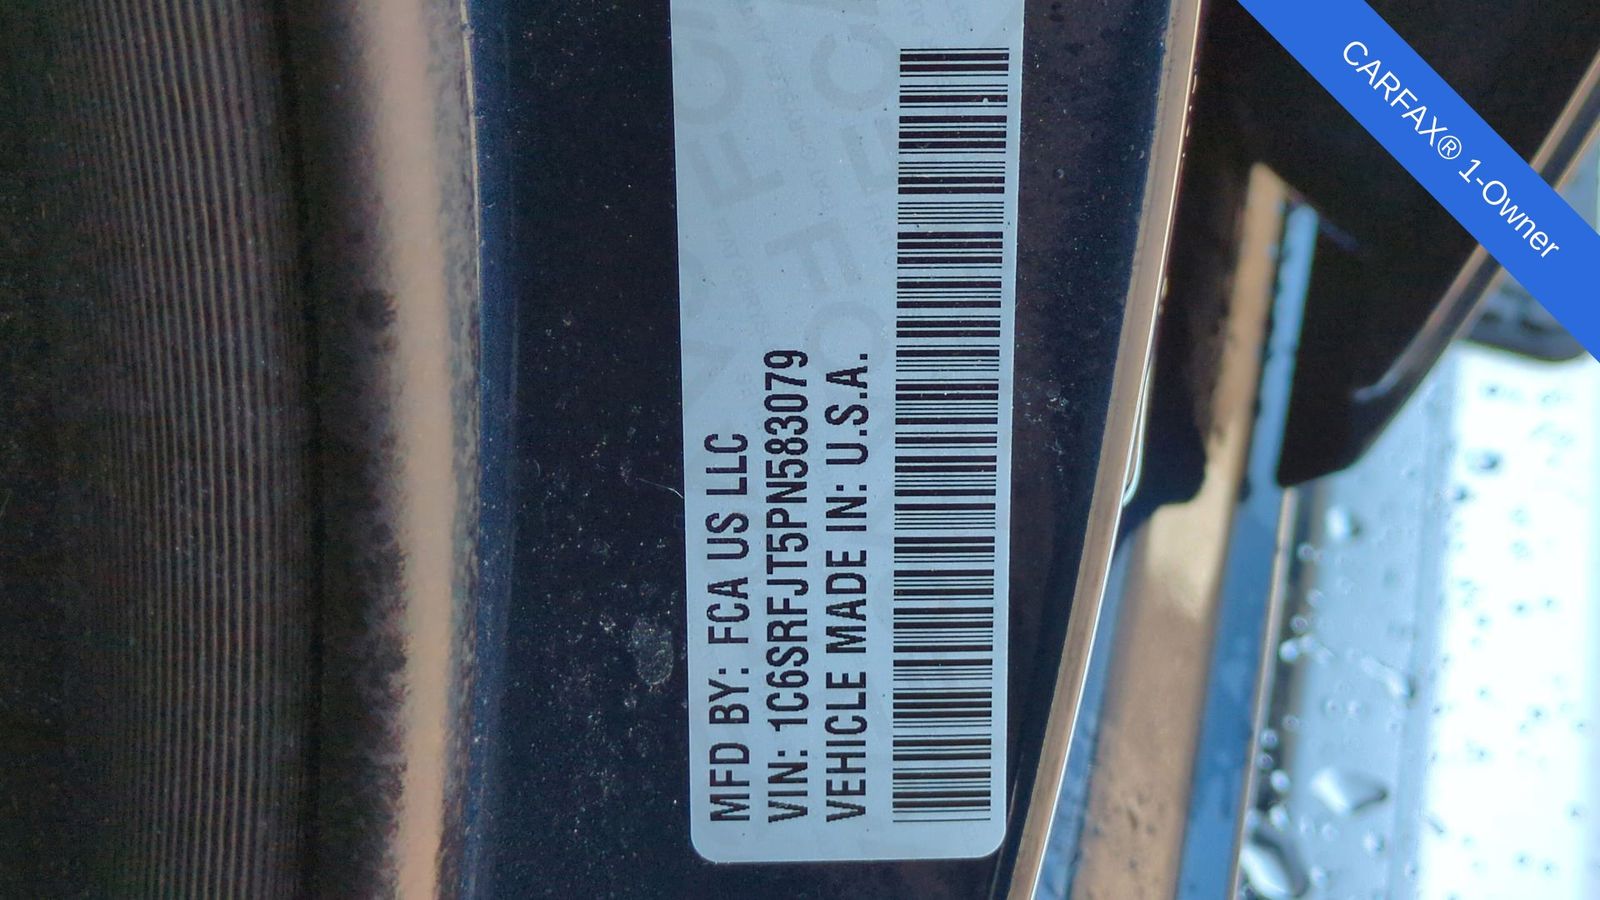 MFD BY: FCA US LLC
VIN: 1C6SRFJT5PN583079
VEHICLE MADE IN: U.S.A.
CARFAX® 1-Owner